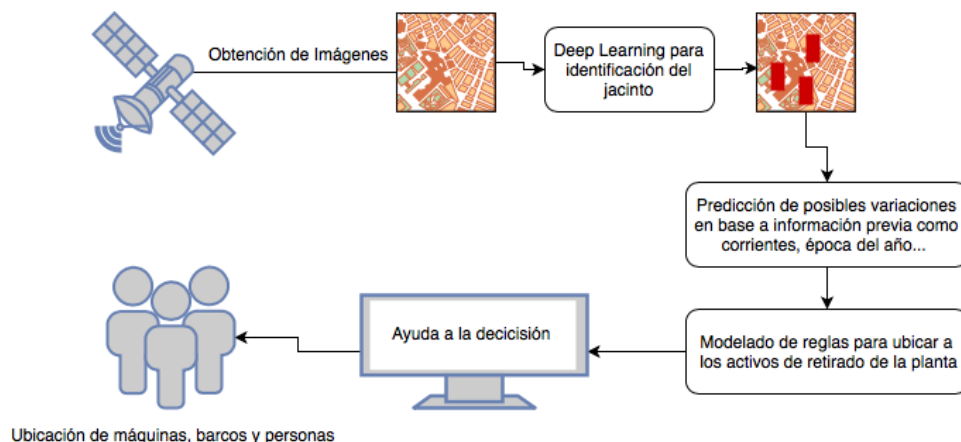 Obtención de Imágenes
Deep Learning para
identificación del
jacinto
Predicción de posibles variaciones
en base a información previa como
corrientes, época del año...
Modelado de reglas para ubicar a
los activos de retirado de la planta
Ayuda a la decicisión
Ubicación de máquinas, barcos y personas